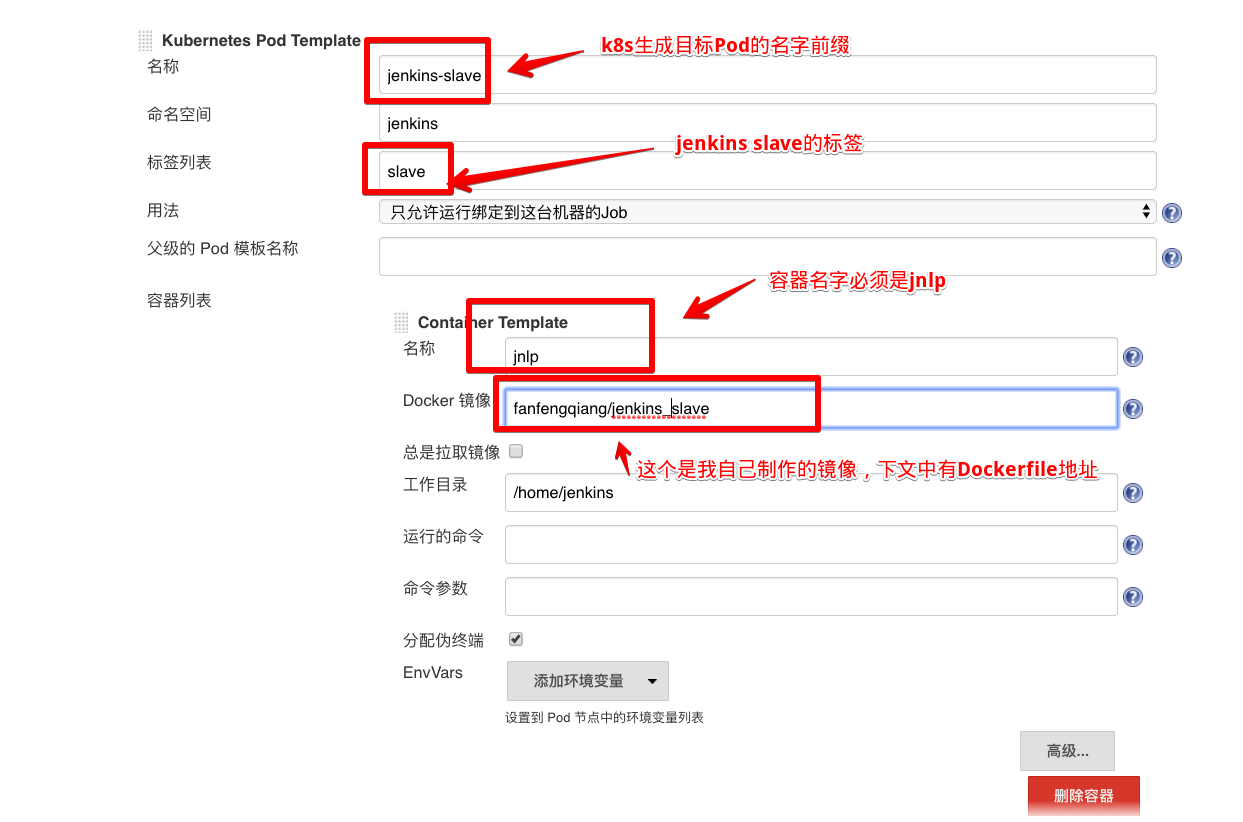 Kubernetes Pod Template
k8s生成目标Pod的名字前缀
名称
jenkins-slave
命名空间
jenkins
jenkins slave的标签
标签列表
slave
用法
只允许运行绑定到这台机器的Job
父级的 Pod 模板名称
容器名字必须是jnlp
容器列表
Container Template
名称
jnlp
Docker 镜像
fanfengqiang/jenkins_slave
总是拉取镜像
这个是我自己制作的镜像，下文中有Dockerfile地址
工作目录
/home/jenkins
运行的命令
命令参数
分配伪终端
EnvVars
添加环境变量
设置到 Pod 节点中的环境变量列表
高级...
删除容器